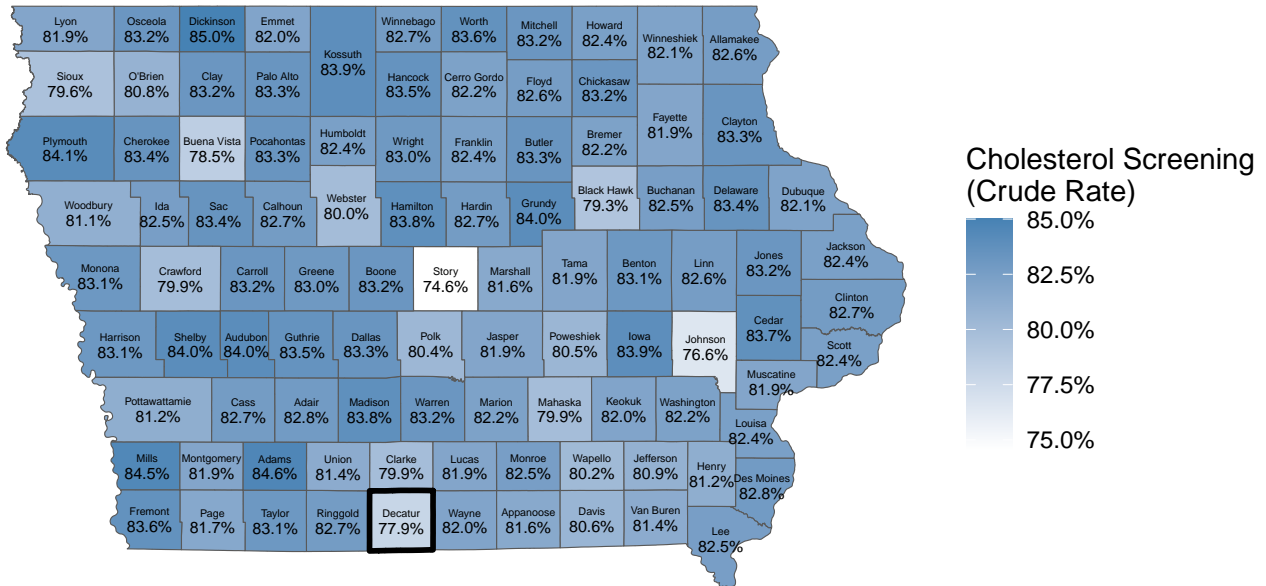 Lyon
81.9%
Osceola
83.2%
Dickinson
85.0%
Emmet
82.0%
Kossuth
83.9%
Winnebago
82.7%
Worth
83.6%
Mitchell
83.2%
Howard
82.4%
Winneshiek
82.1%
Allamakee
82.6%
Sioux
79.6%
O'Brien
80.8%
Clay
83.2%
Palo Alto
83.3%
Hancock
83.5%
Cerro Gordo
82.2%
Floyd
82.6%
Chickasaw
83.2%
Plymouth
84.1%
Cherokee
83.4%
Buena Vista
78.5%
Pocahontas
83.3%
Humboldt
82.4%
Wright
83.0%
Franklin
82.4%
Butler
83.3%
Bremer
82.2%
Fayette
81.9%
Clayton
83.3%
Woodbury
81.1%
Ida
82.5%
Sac
83.4%
Calhoun
82.7%
Webster
80.0%
Hamilton
83.8%
Hardin
82.7%
Grundy
84.0%
Black Hawk
79.3%
Buchanan
82.5%
Delaware
83.4%
Dubuque
82.1%
Monona
83.1%
Crawford
79.9%
Carroll
83.2%
Greene
83.0%
Boone
83.2%
Story
74.6%
Marshall
81.6%
Tama
81.9%
Benton
83.1%
Linn
82.6%
Jones
83.2%
Jackson
82.4%
Clinton
82.7%
Harrison
83.1%
Shelby
84.0%
Audubon
84.0%
Guthrie
83.5%
Dallas
83.3%
Polk
80.4%
Jasper
81.9%
Poweshiek
80.5%
Iowa
83.9%
Johnson
76.6%
Cedar
83.7%
Scott
82.4%
Muscatine
81.9%
Pottawattamie
81.2%
Cass
82.7%
Adair
82.8%
Madison
83.8%
Warren
83.2%
Marion
82.2%
Mahaska
79.9%
Keokuk
82.0%
Washington
82.2%
Louisa
82.4%
Mills
84.5%
Montgomery
81.9%
Adams
84.6%
Union
81.4%
Clarke
79.9%
Lucas
81.9%
Monroe
82.5%
Wapello
80.2%
Jefferson
80.9%
Henry
81.2%
Des Moines
82.8%
Fremont
83.6%
Page
81.7%
Taylor
83.1%
Ringgold
82.7%
Decatur
77.9%
Wayne
82.0%
Appanoose
81.6%
Davis
80.6%
Van Buren
81.4%
Lee
82.5%
Cholesterol Screening
(Crude Rate)
85.0%
82.5%
80.0%
77.5%
75.0%